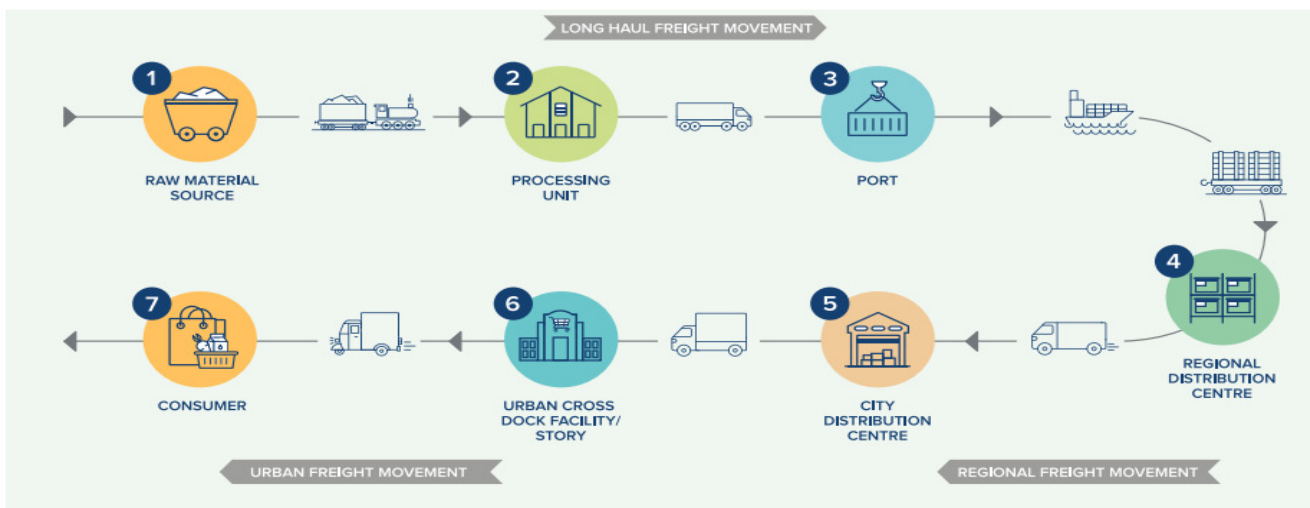 LONG HAUL FREIGHT MOVEMENT
1
RAW MATERIAL
SOURCE
2
PROCESSING
UNIT
3
PORT
4
REGIONAL
DISTRIBUTION
CENTRE
5
CITY
DISTRIBUTION
CENTRE
6
URBAN CROSS
DOCK FACILITY/
STORY
7
CONSUMER
URBAN FREIGHT MOVEMENT
REGIONAL FREIGHT MOVEMENT